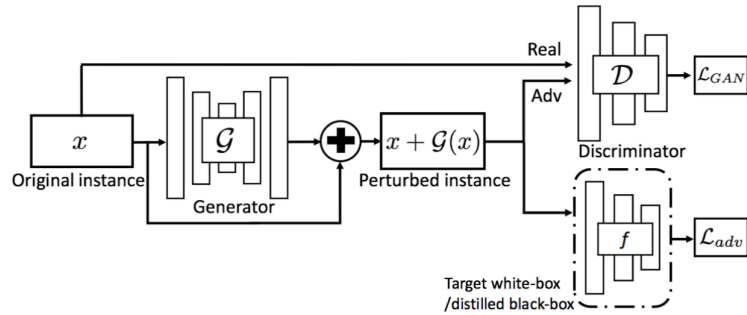 Real
Adv
𝒟
ℒ_GAN
Discriminator
x
Original instance
𝒢
Generator
+
x + 𝒢(x)
Perturbed instance
f
ℒ_adv
Target white-box
/distilled black-box